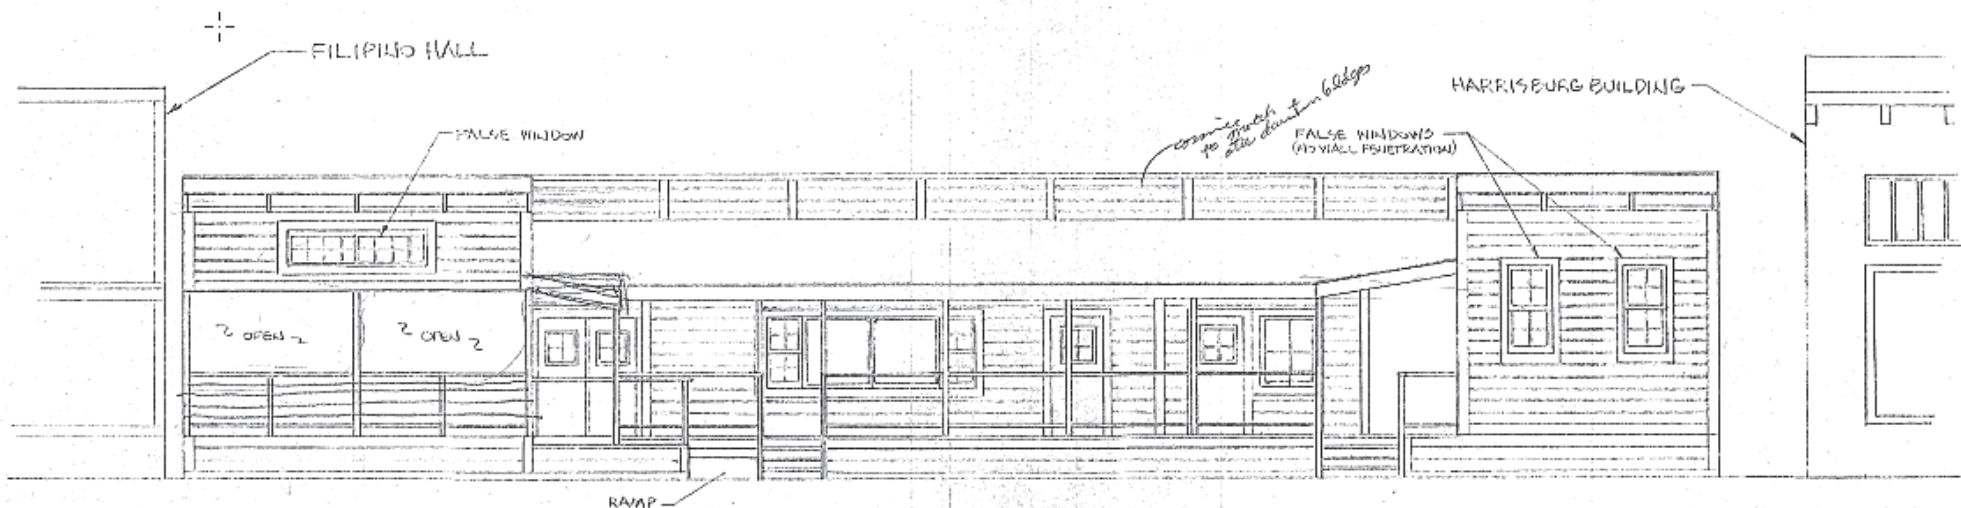 FILIPINO HALL
FALSE WINDOW
cornice
to match
other downtown bldgs
HARRISBURG BUILDING
FALSE WINDOWS
(NO WALL PENETRATION)
OPEN
OPEN
RAMP